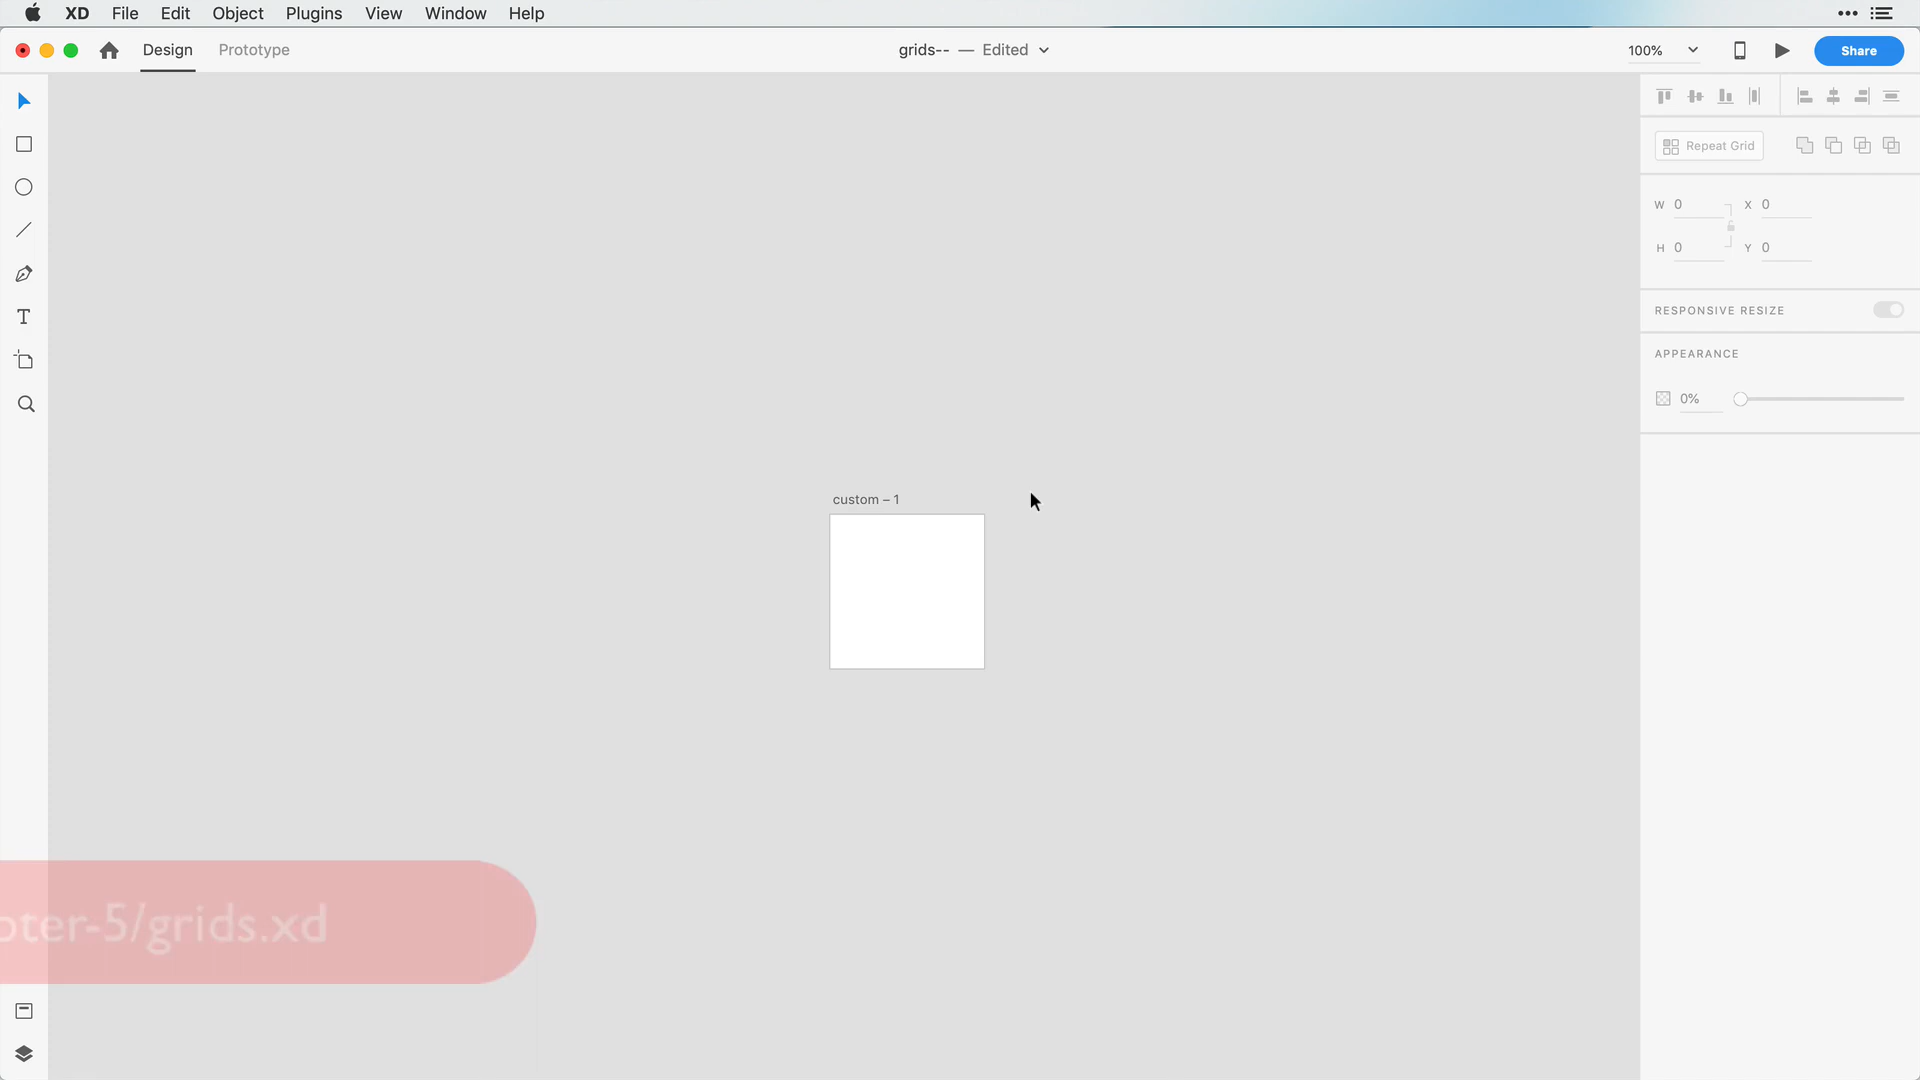 XD File Edit Object Plugins View Window Help
Design Prototype grids-- — Edited 100% Share
Repeat Grid
W 0 X 0
H 0 Y 0
RESPONSIVE RESIZE
APPEARANCE
0%
custom – 1
oter-5/grids.xd